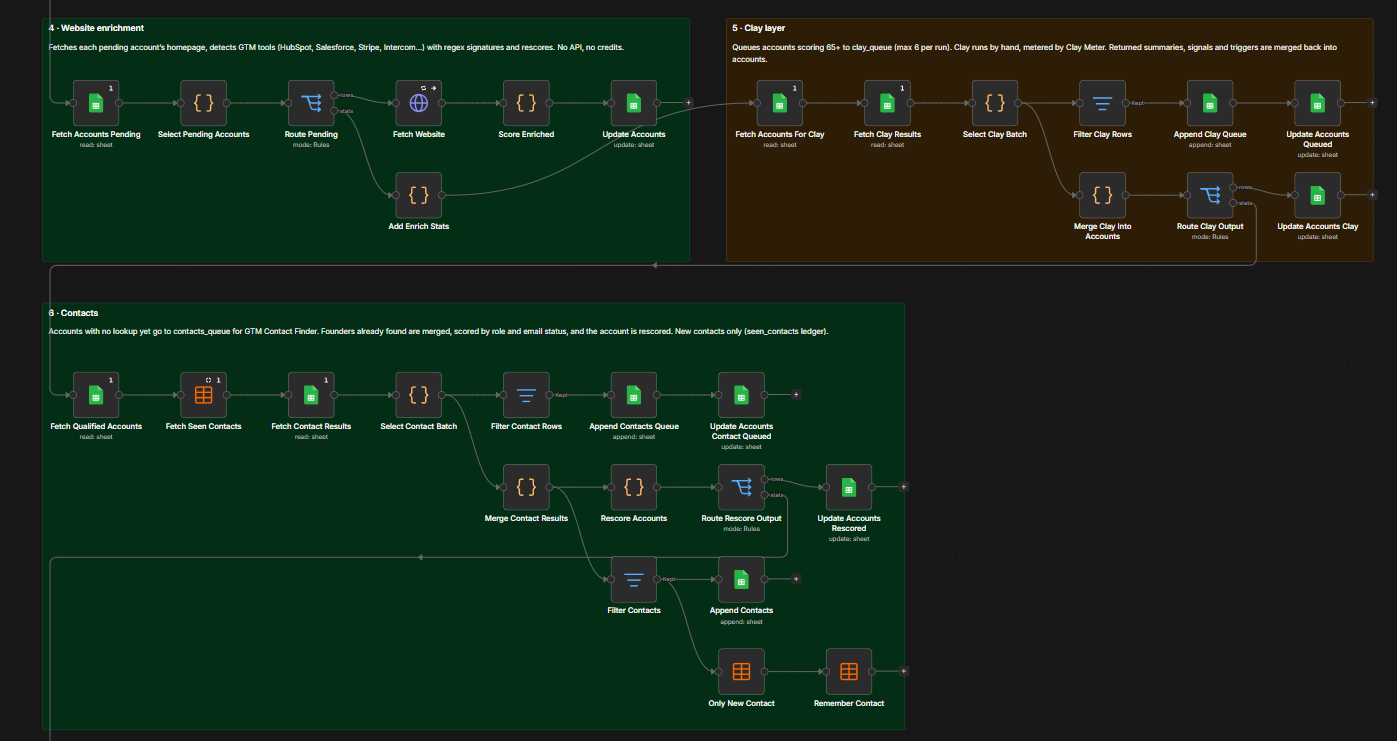 4 · Website enrichment
Fetches each pending account's homepage, detects GTM tools (HubSpot, Salesforce, Stripe, Intercom...) with regex signatures and rescores. No API, no credits.
1
rows
stats
Fetch Accounts Pending
read: sheet
Select Pending Accounts
Route Pending
mode: Rules
Fetch Website
Score Enriched
Update Accounts
update: sheet
Add Enrich Stats
5 · Clay layer
Queues accounts scoring 65+ to clay_queue (max 6 per run). Clay runs by hand, metered by Clay Meter. Returned summaries, signals and triggers are merged back into
accounts.
1
1
Kept
Fetch Accounts For Clay
read: sheet
Fetch Clay Results
read: sheet
Select Clay Batch
Filter Clay Rows
Append Clay Queue
append: sheet
Update Accounts
Queued
update: sheet
rows
stats
Merge Clay Into
Accounts
Route Clay Output
mode: Rules
Update Accounts Clay
update: sheet
6 · Contacts
Accounts with no lookup yet go to contacts_queue for GTM Contact Finder. Founders already found are merged, scored by role and email status, and the account is rescored. New contacts only (seen_contacts ledger).
1
1
1
Kept
Fetch Qualified Accounts
read: sheet
Fetch Seen Contacts
Fetch Contact Results
read: sheet
Select Contact Batch
Filter Contact Rows
Append Contacts Queue
append: sheet
Update Accounts
Contact Queued
update: sheet
rows
stats
Merge Contact Results
Rescore Accounts
Route Rescore Output
mode: Rules
Update Accounts
Rescored
update: sheet
Kept
Filter Contacts
Append Contacts
append: sheet
Only New Contact
Remember Contact